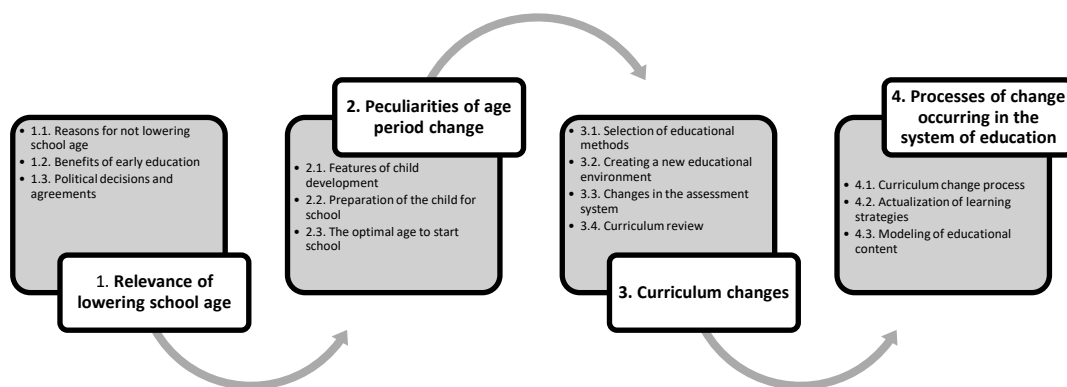 • 1.1. Reasons for not lowering
school age
• 1.2. Benefits of early education
• 1.3. Political decisions and
agreements
1. Relevance of
lowering school age
2. Peculiarities of age
period change
• 2.1. Features of child
development
• 2.2. Preparation of the child for
school
• 2.3. The optimal age to start
school
• 3.1. Selection of educational
methods
• 3.2. Creating a new educational
environment
• 3.3. Changes in the assessment
system
• 3.4. Curriculum review
3. Curriculum changes
4. Processes of change
occurring in the
system of education
• 4.1. Curriculum change process
• 4.2. Actualization of learning
strategies
• 4.3. Modeling of educational
content